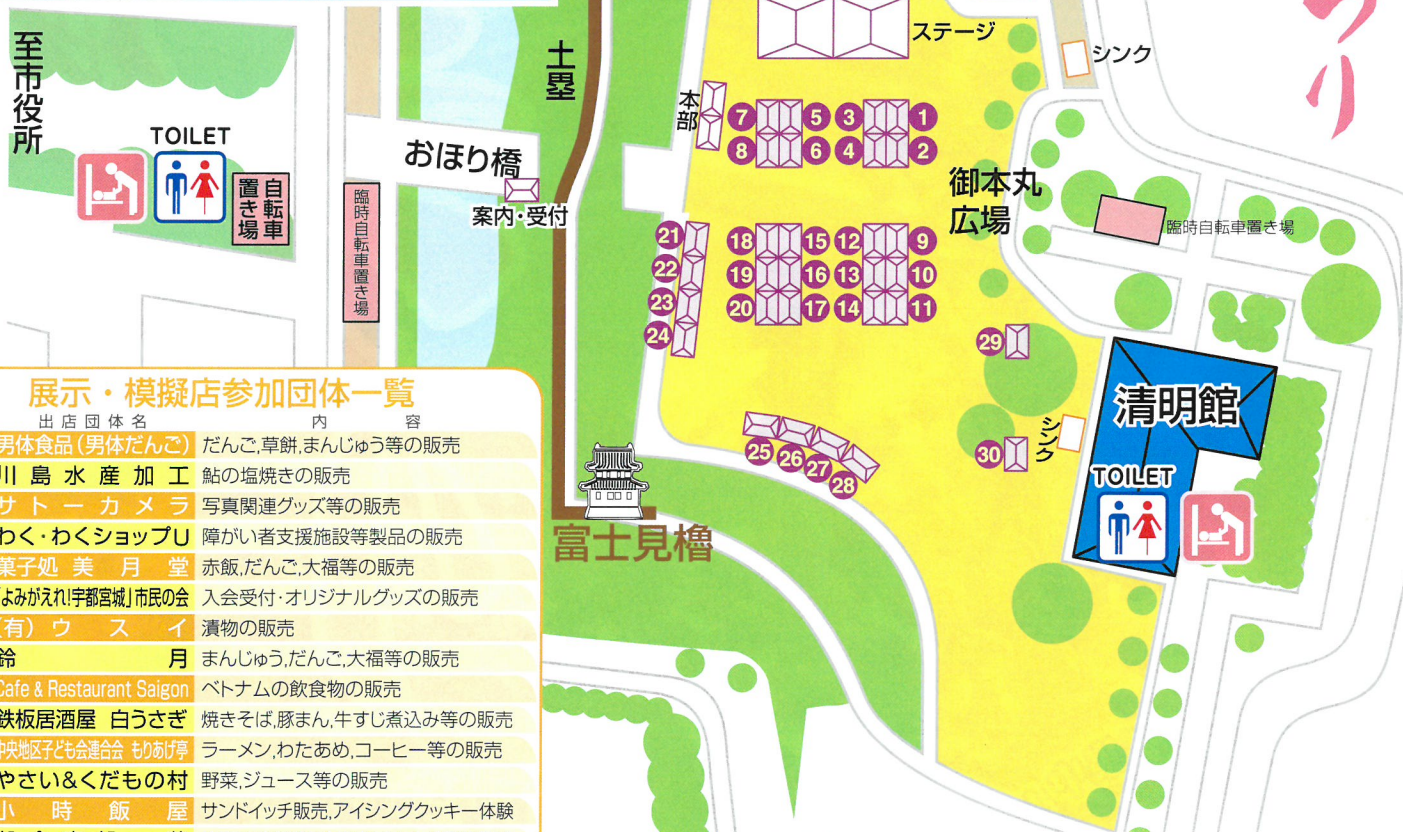 つり
ステージ
シンク
至市役所
土塁
本部
TOILET
自転車
置き場
おほり橋
案内・受付
臨時自転車置き場
7 5 3 1
8 6 4 2
御本丸
広場
臨時自転車置き場
21
22
23
24
18 15 12 9
19 16 13 10
20 17 14 11
29
30
シンク
清明館
TOILET
25 26 27 28
富士見櫓
展示・模擬店参加団体一覧
出店団体名 内容
男体食品(男体だんご) だんご,草餅,まんじゅう等の販売
川島水産加工 鮎の塩焼きの販売
サトーカメラ 写真関連グッズ等の販売
わく・わくショップU 障がい者支援施設等製品の販売
菓子処 美月堂 赤飯,だんご,大福等の販売
「よみがえれ!宇都宮城」市民の会 入会受付・オリジナルグッズの販売
(有)ウスイ 漬物の販売
鈴月 まんじゅう,だんご,大福等の販売
Cafe & Restaurant Saigon ベトナムの飲食物の販売
鉄板居酒屋 白うさぎ 焼きそば,豚まん,牛すじ煮込み等の販売
中央地区子ども会連合会 もりあげ亭 ラーメン,わたあめ,コーヒー等の販売
やさい&くだもの村 野菜,ジュース等の販売
小時飯屋 サンドイッチ販売,アイシングクッキー体験